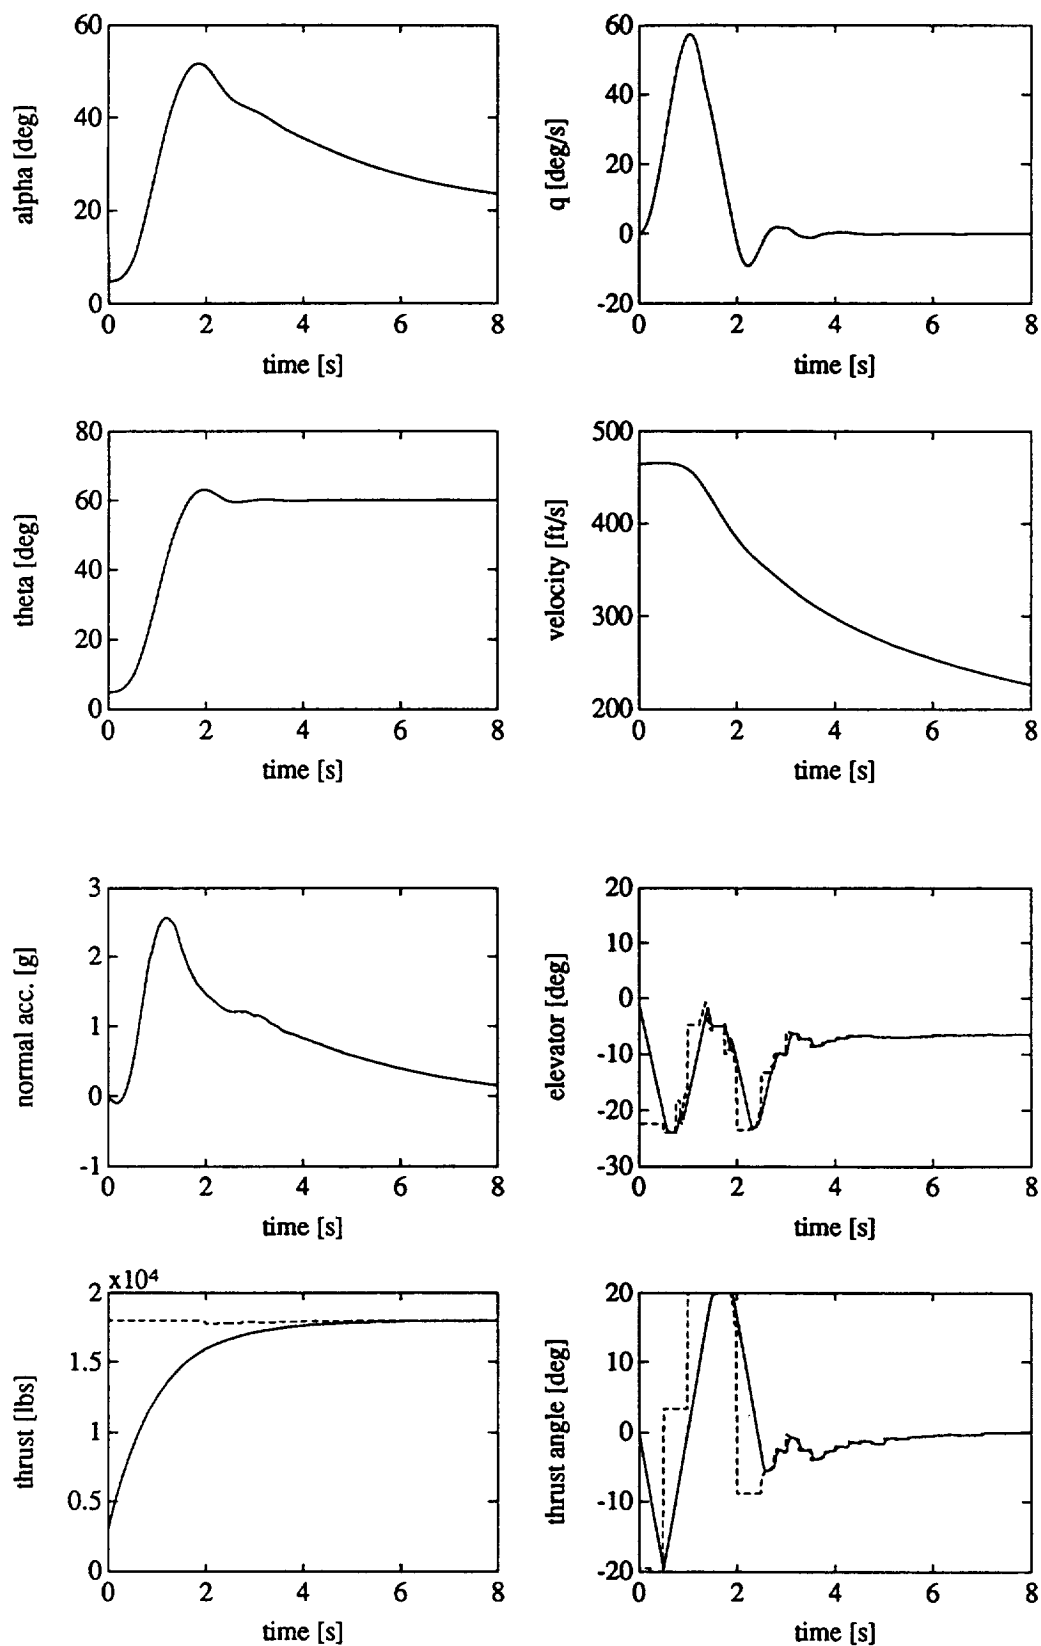 60
40
20
0
0 2 4 6 8
alpha [deg]
time [s]
60
40
20
0
-20
0 2 4 6 8
q [deg/s]
time [s]
80
60
40
20
0
0 2 4 6 8
theta [deg]
time [s]
500
400
300
200
0 2 4 6 8
velocity [ft/s]
time [s]
3
2
1
0
-1
0 2 4 6 8
normal acc. [g]
time [s]
20
10
0
-10
-20
-30
0 2 4 6 8
elevator [deg]
time [s]
x10⁴
2
1.5
1
0.5
0
0 2 4 6 8
thrust [lbs]
time [s]
20
10
0
-10
-20
0 2 4 6 8
thrust angle [deg]
time [s]